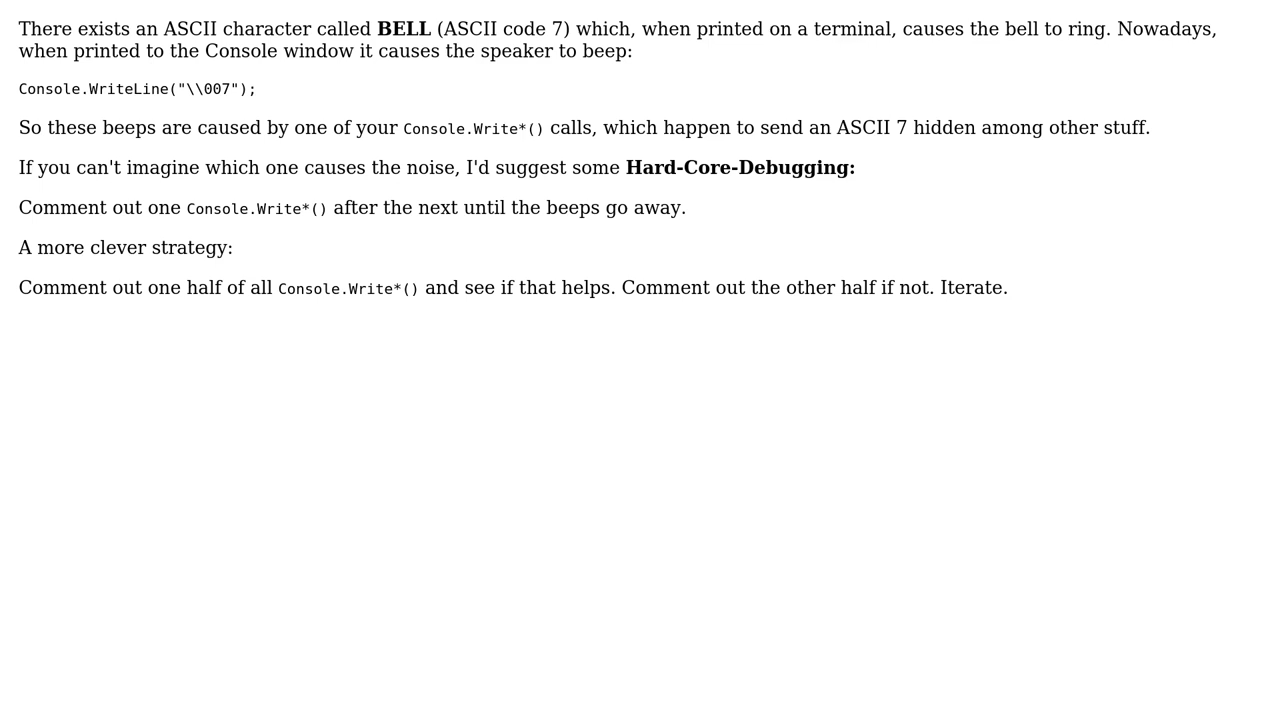 There exists an ASCII character called BELL (ASCII code 7) which, when printed on a terminal, causes the bell to ring. Nowadays,
when printed to the Console window it causes the speaker to beep:
Console.WriteLine("\\007");
So these beeps are caused by one of your Console.Write*() calls, which happen to send an ASCII 7 hidden among other stuff.
If you can't imagine which one causes the noise, I'd suggest some Hard-Core-Debugging:
Comment out one Console.Write*() after the next until the beeps go away.
A more clever strategy:
Comment out one half of all Console.Write*() and see if that helps. Comment out the other half if not. Iterate.